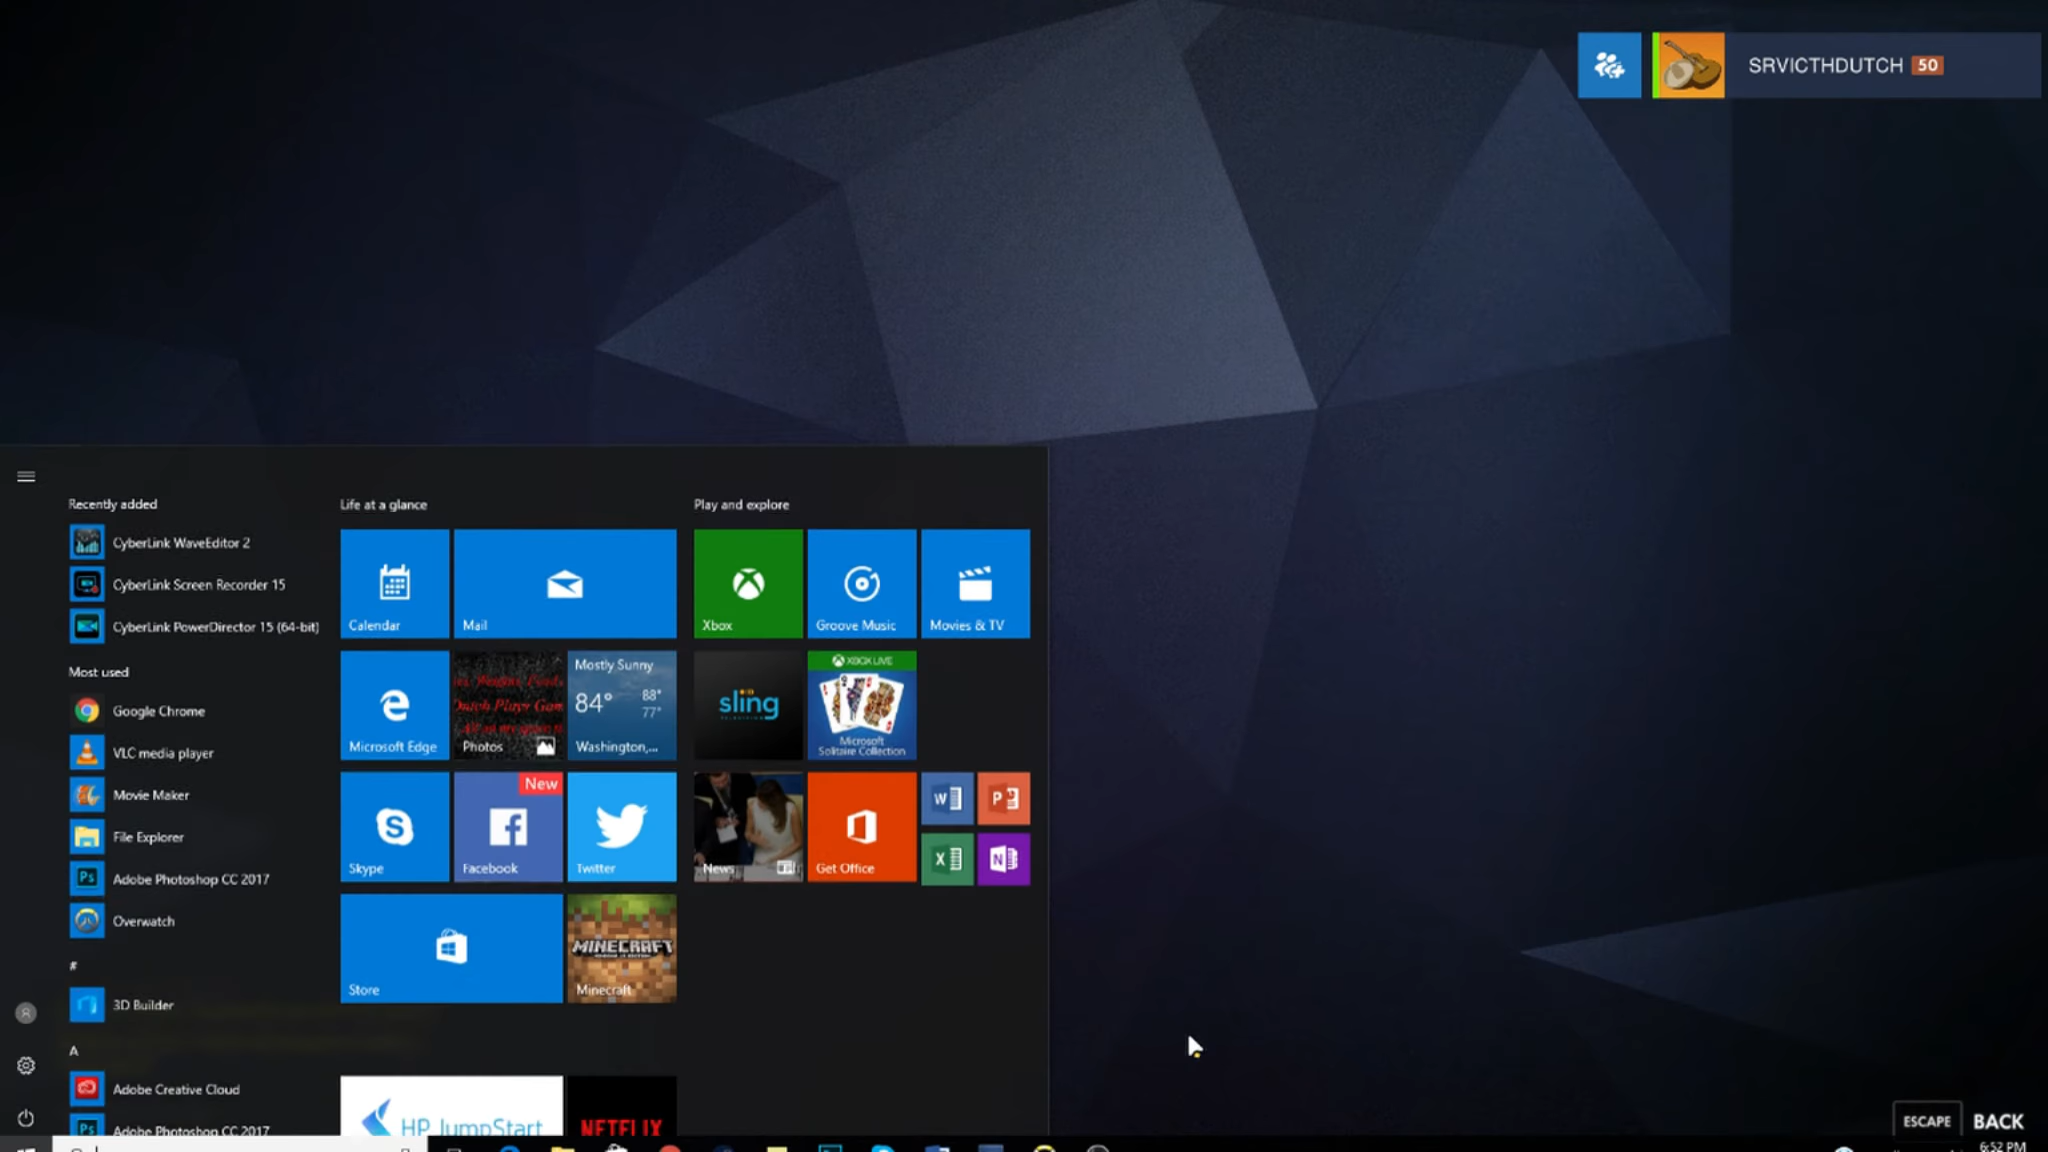 SRVICTHDUTCH 50
Recently added
CyberLink WaveEditor 2
CyberLink Screen Recorder 15
CyberLink PowerDirector 15 (64-bit)
Most used
Google Chrome
VLC media player
Movie Maker
File Explorer
Adobe Photoshop CC 2017
Overwatch
#
3D Builder
A
Adobe Creative Cloud
Adobe Photoshop CC 2017
Life at a glance
Calendar
Mail
Microsoft Edge
Photos
Mostly Sunny
84° 88°
77°
Washington,...
Skype
New
Facebook
Twitter
Store
MINECRAFT
Minecraft
HP JumpStart
NETFLIX
Play and explore
Xbox
Groove Music
Movies & TV
sling
TELEVISION
XBOX LIVE
Microsoft
Solitaire Collection
News
Get Office
W
P
X
N
ESCAPE BACK
6:52 PM